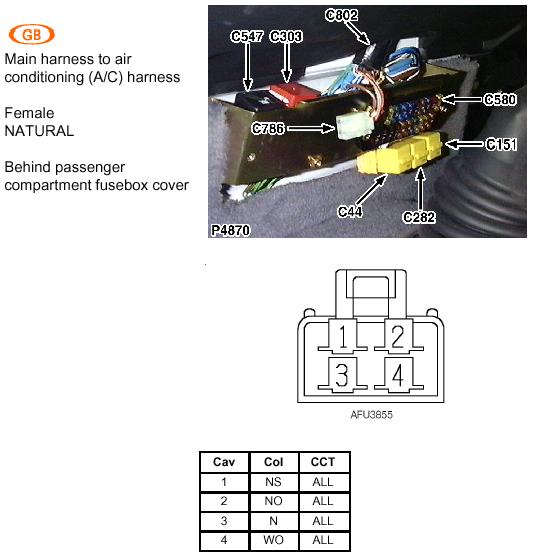 GB
Main harness to air
conditioning (A/C) harness
Female
NATURAL
Behind passenger
compartment fusebox cover
C802
C547
C303
C580
C786
C151
C44
C282
P4870
1 2
3 4
AFU3855
Cav Col CCT
1 NS ALL
2 NO ALL
3 N ALL
4 WO ALL